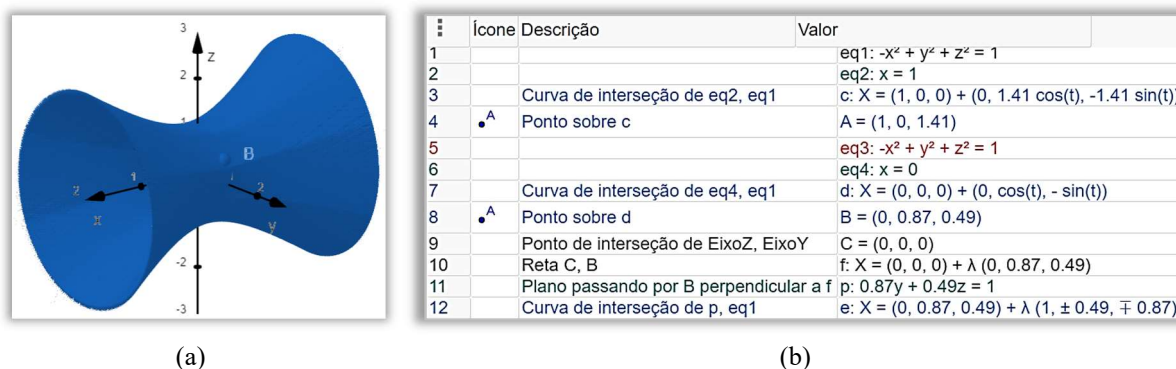 3
Z
2
1
B
2
1
1
2
X
y
-2
-3
(a)
Ícone Descrição Valor
1 eq1: -x² + y² + z² = 1
2 eq2: x = 1
3 Curva de interseção de eq2, eq1 c: X = (1, 0, 0) + (0, 1.41 cos(t), -1.41 sin(t))
4 A Ponto sobre c A = (1, 0, 1.41)
5 eq3: -x² + y² + z² = 1
6 eq4: x = 0
7 Curva de interseção de eq4, eq1 d: X = (0, 0, 0) + (0, cos(t), - sin(t))
8 A Ponto sobre d B = (0, 0.87, 0.49)
9 Ponto de interseção de EixoZ, EixoY C = (0, 0, 0)
10 Reta C, B f: X = (0, 0, 0) + λ (0, 0.87, 0.49)
11 Plano passando por B perpendicular a f p: 0.87y + 0.49z = 1
12 Curva de interseção de p, eq1 e: X = (0, 0.87, 0.49) + λ (1, ± 0.49, ∓ 0.87)
(b)